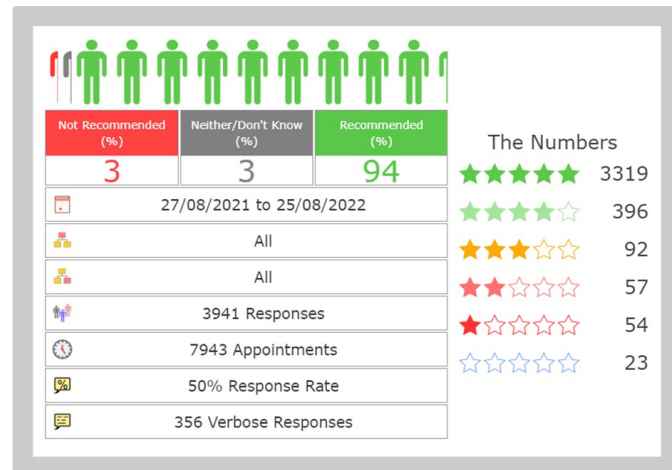 Not Recommended
(%)
Neither/Don't Know
(%)
Recommended
(%)
3
3
94
27/08/2021 to 25/08/2022
All
All
3941 Responses
7943 Appointments
50% Response Rate
356 Verbose Responses
The Numbers
3319
396
92
57
54
23